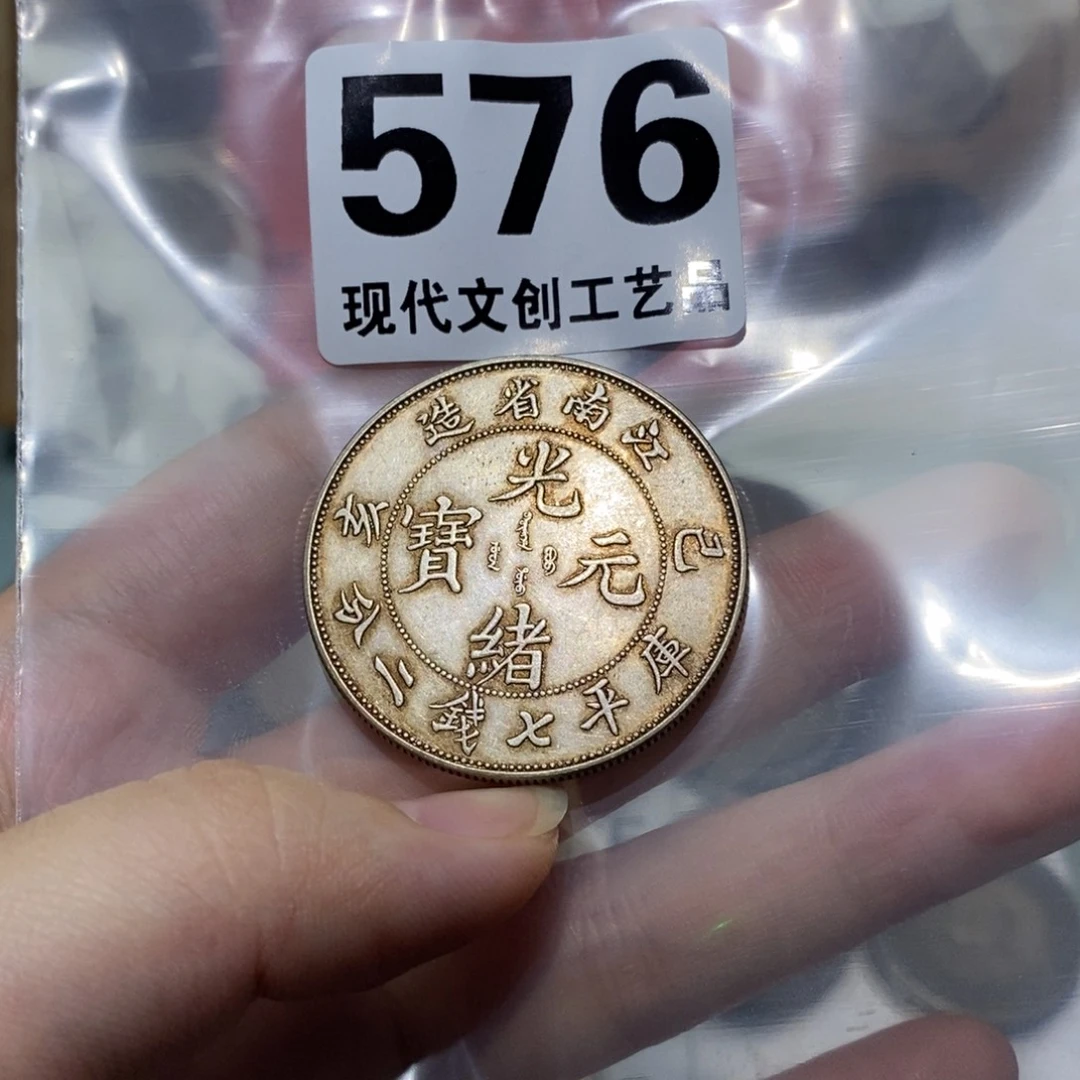 576
现代文创工艺品
江南省造
己亥
光緒元寶
庫平七錢二分